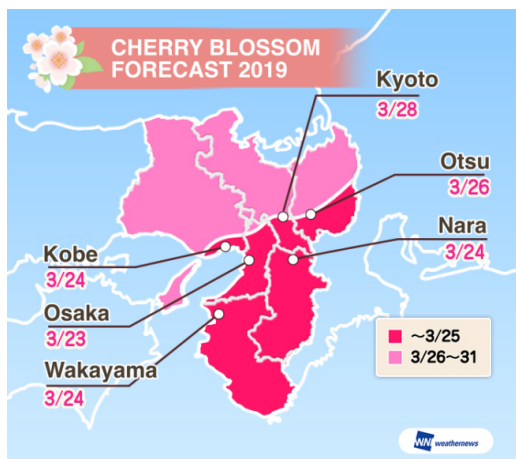 CHERRY BLOSSOM
FORECAST 2019
Kyoto
3/28
Otsu
3/26
Nara
3/24
Kobe
3/24
Osaka
3/23
Wakayama
3/24
~3/25
3/26~31
WNI weathernews